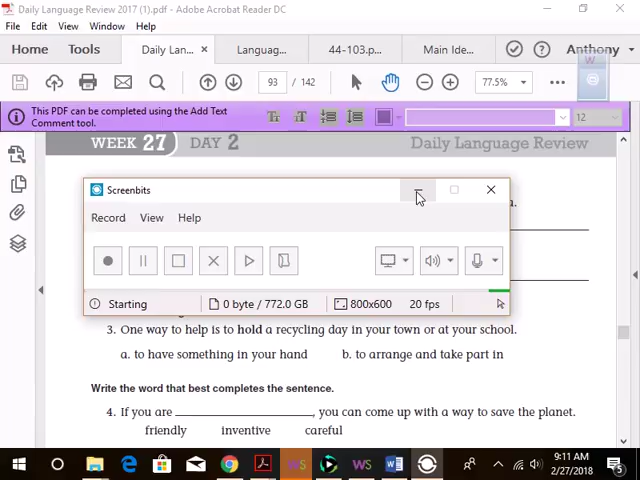 Daily Language Review 2017 (1).pdf - Adobe Acrobat Reader DC
File Edit View Window Help
Home Tools Daily Lan... × Languag... 44-103.p... Main Ide... Anthony
93 / 142 77.5%
This PDF can be completed using the Add Text
Comment tool.
12
WEEK 27 DAY 2 Daily Language Review
Screenbits
Record View Help
Starting 0 byte / 772.0 GB 800x600 20 fps
3. One way to help is to hold a recycling day in your town or at your school.
a. to have something in your hand b. to arrange and take part in
Write the word that best completes the sentence.
4. If you are ____________, you can come up with a way to save the planet.
friendly inventive careful
9:11 AM
2/27/2018